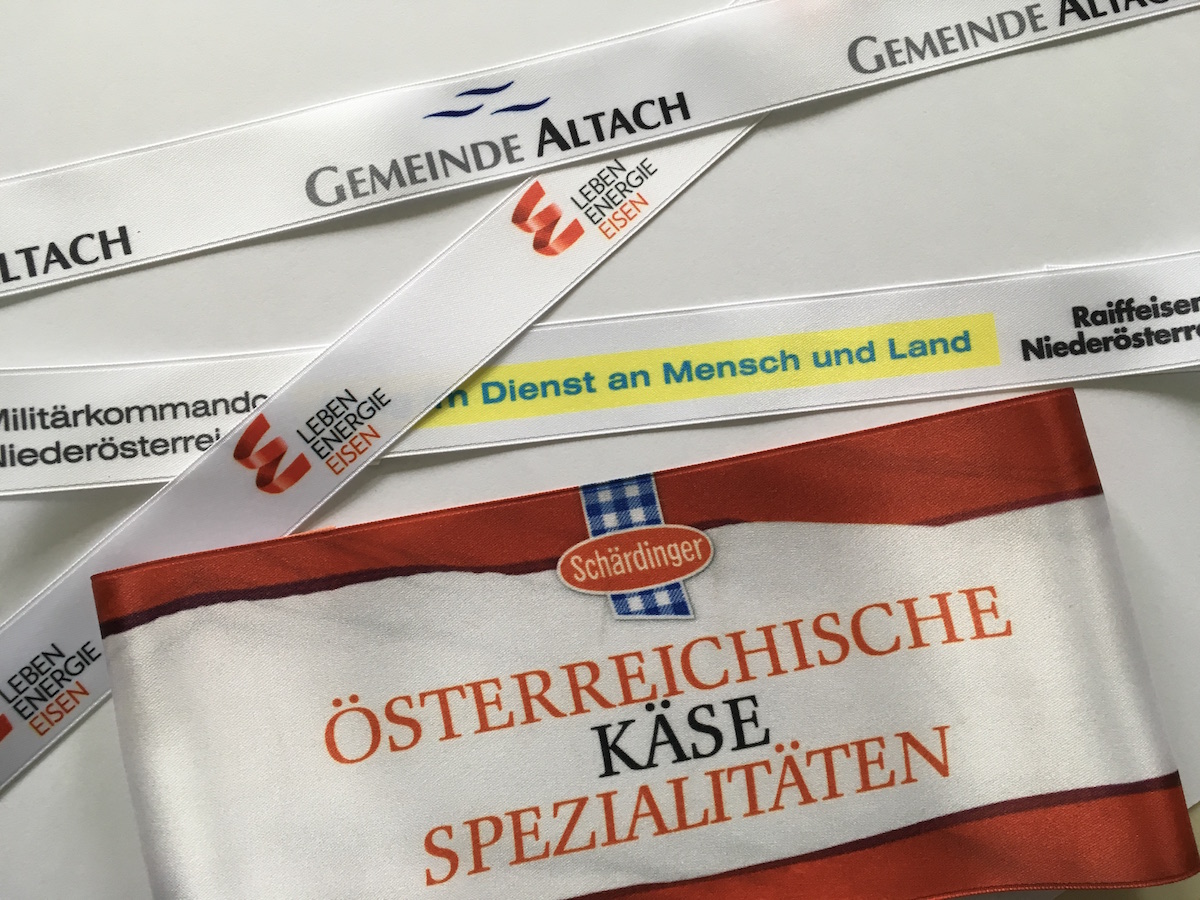 GEMEINDE ALTACH
GEMEINDE ALTACH
LTACH
LEBEN
ENERGIE
EISEN
Militärkommando
Niederösterrei
n Dienst an Mensch und Land
Raiffeisen
Niederösterre
LEBEN
ENERGIE
EISEN
LEBEN
ENERGIE
EISEN
Schärdinger
ÖSTERREICHISCHE
KÄSE
SPEZIALITÄTEN